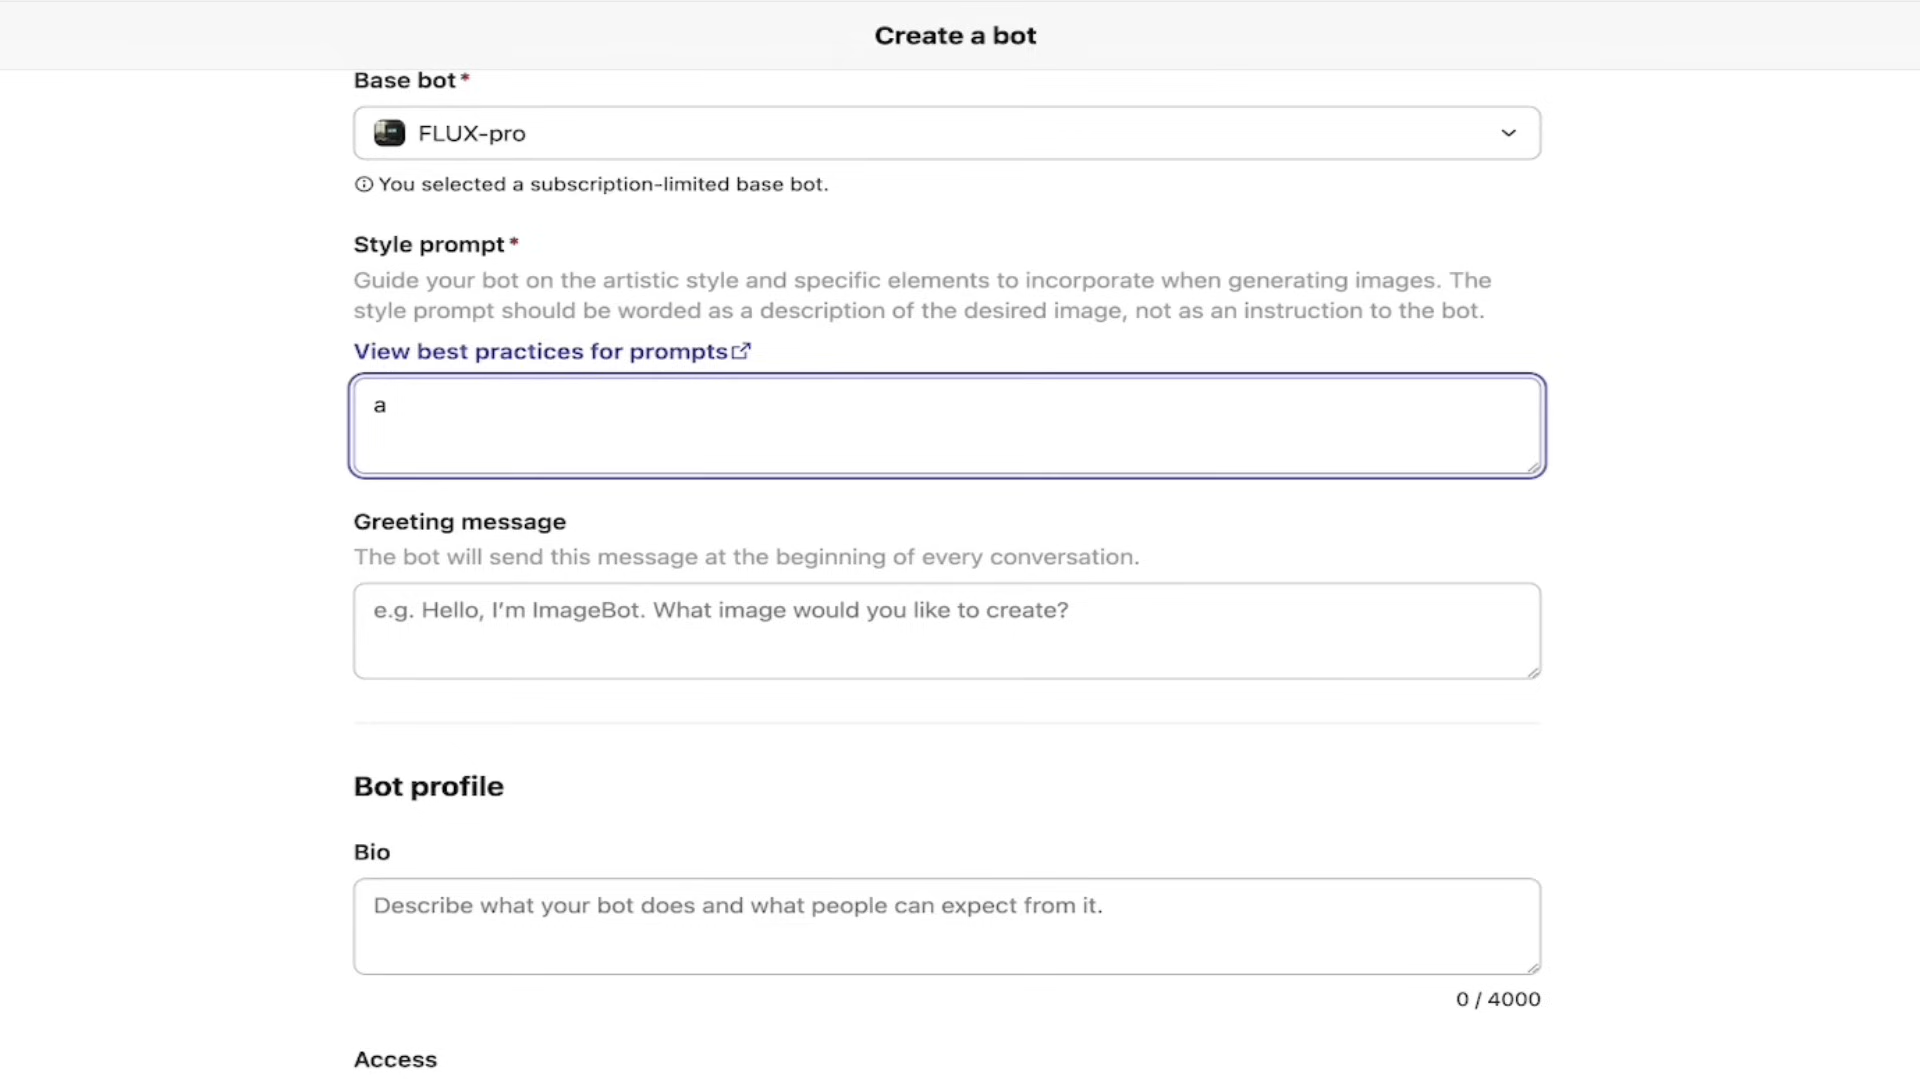 Create a bot
Base bot*
FLUX-pro
You selected a subscription-limited base bot.
Style prompt*
Guide your bot on the artistic style and specific elements to incorporate when generating images. The
style prompt should be worded as a description of the desired image, not as an instruction to the bot.
View best practices for prompts
a
Greeting message
The bot will send this message at the beginning of every conversation.
e.g. Hello, I’m ImageBot. What image would you like to create?
Bot profile
Bio
Describe what your bot does and what people can expect from it.
0 / 4000
Access